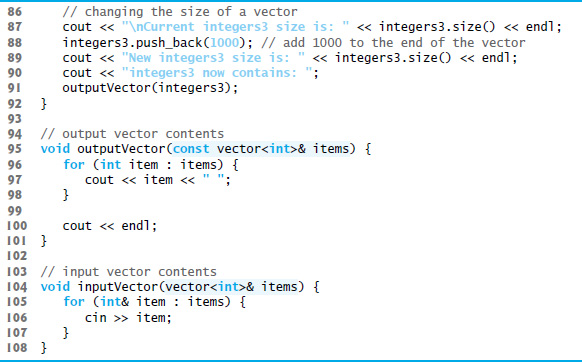 86 // changing the size of a vector
87 cout << "\nCurrent integers3 size is: " << integers3.size() << endl;
88 integers3.push_back(1000); // add 1000 to the end of the vector
89 cout << "New integers3 size is: " << integers3.size() << endl;
90 cout << "integers3 now contains: ";
91 outputVector(integers3);
92 }
93
94 // output vector contents
95 void outputVector(const vector<int>& items) {
96 for (int item : items) {
97 cout << item << " ";
98 }
99
100 cout << endl;
101 }
102
103 // input vector contents
104 void inputVector(vector<int>& items) {
105 for (int& item : items) {
106 cin >> item;
107 }
108 }